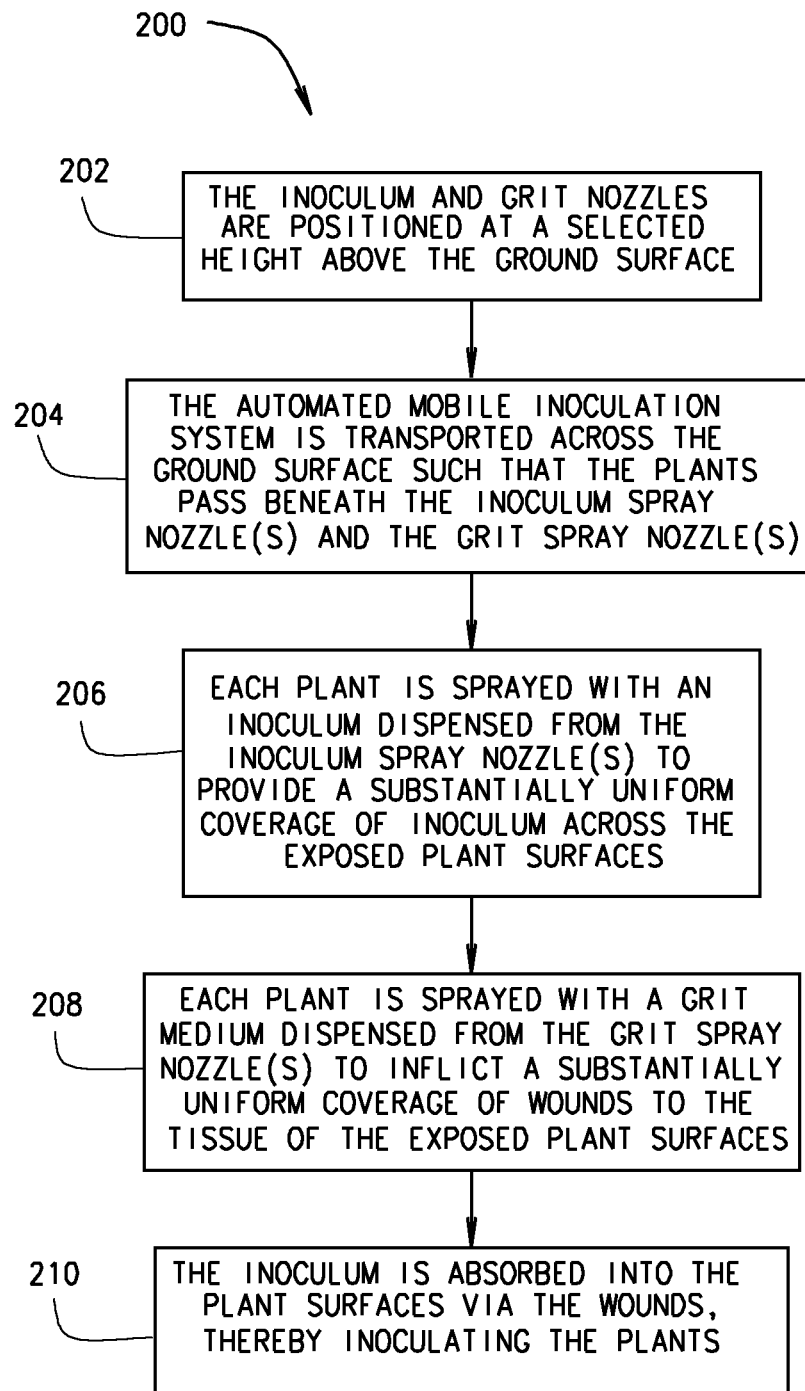 200
202
THE INOCULUM AND GRIT NOZZLES
ARE POSITIONED AT A SELECTED
HEIGHT ABOVE THE GROUND SURFACE
204
THE AUTOMATED MOBILE INOCULATION
SYSTEM IS TRANSPORTED ACROSS THE
GROUND SURFACE SUCH THAT THE PLANTS
PASS BENEATH THE INOCULUM SPRAY
NOZZLE(S) AND THE GRIT SPRAY NOZZLE(S)
206
EACH PLANT IS SPRAYED WITH AN
INOCULUM DISPENSED FROM THE
INOCULUM SPRAY NOZZLE(S) TO
PROVIDE A SUBSTANTIALLY UNIFORM
COVERAGE OF INOCULUM ACROSS THE
EXPOSED PLANT SURFACES
208
EACH PLANT IS SPRAYED WITH A GRIT
MEDIUM DISPENSED FROM THE GRIT SPRAY
NOZZLE(S) TO INFLICT A SUBSTANTIALLY
UNIFORM COVERAGE OF WOUNDS TO THE
TISSUE OF THE EXPOSED PLANT SURFACES
210
THE INOCULUM IS ABSORBED INTO THE
PLANT SURFACES VIA THE WOUNDS,
THEREBY INOCULATING THE PLANTS